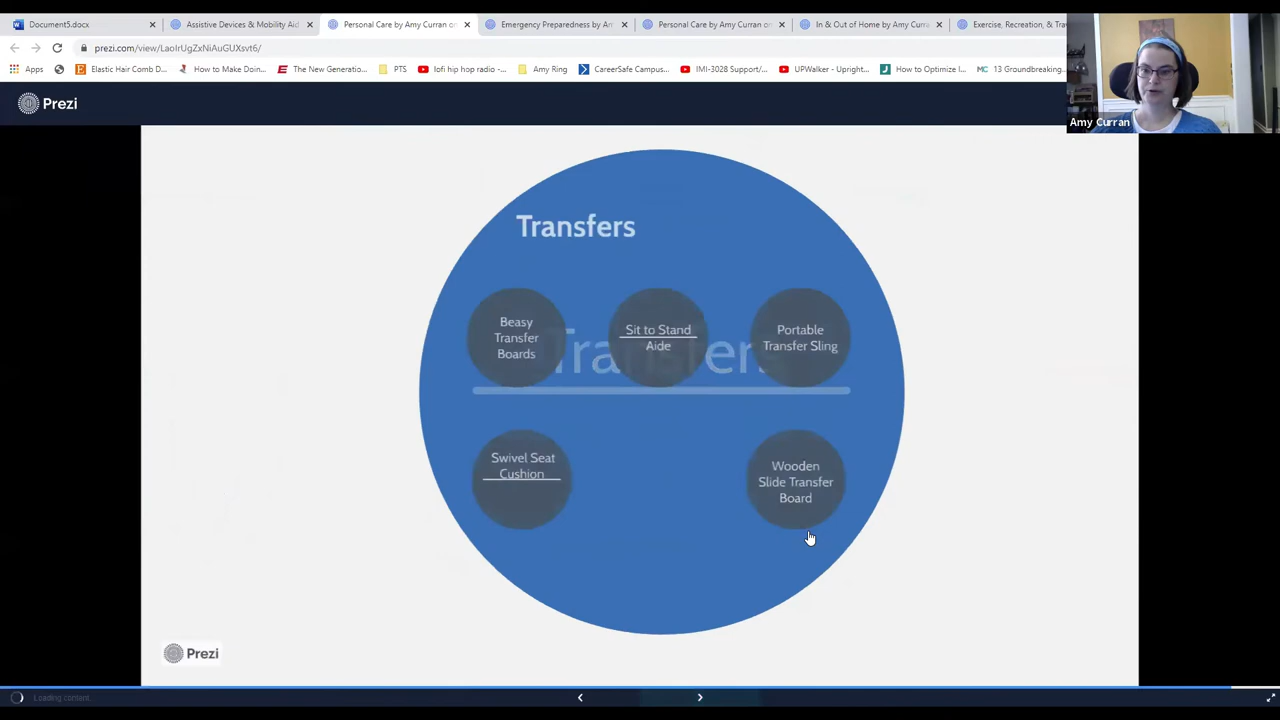 Document5.docx
Assistive Devices & Mobility Aid
Personal Care by Amy Curran on
Emergency Preparedness by Am
Personal Care by Amy Curran on
In & Out of Home by Amy Curra
Exercise, Recreation, & Tra
prezi.com/view/LaoIrUgZxNiAuGUXsvt6/
Apps
Elastic Hair Comb D...
How to Make Doin...
The New Generatio...
PTS
lofi hip hop radio -...
Amy Ring
CareerSafe Campus...
IMI-3028 Support/...
UPWalker - Upright...
How to Optimize I...
13 Groundbreaking...
Amy Curran
Prezi
Transfers
Beasy
Transfer
Boards
Sit to Stand
Aide
Portable
Transfer Sling
Transfers
Swivel Seat
Cushion
Wooden
Slide Transfer
Board
Prezi
Loading content